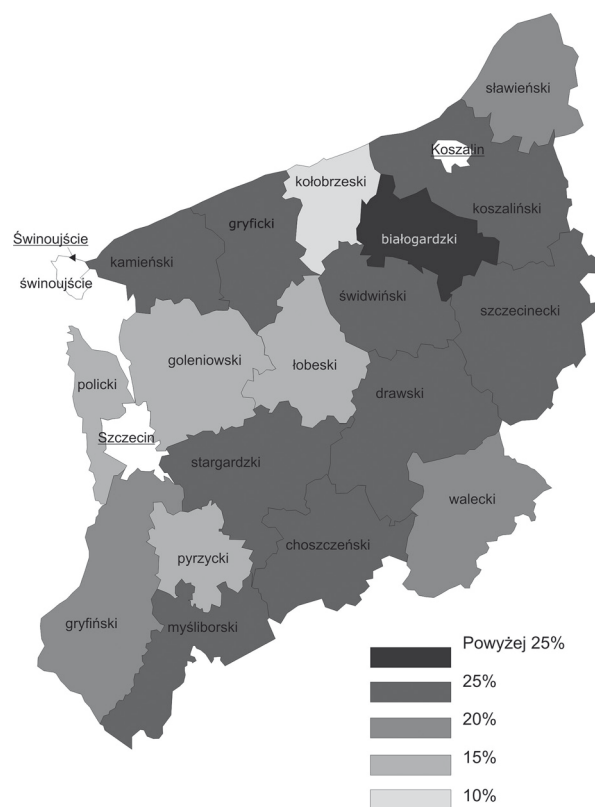 sławieński
Koszalin
kołobrzeski
koszaliński
gryficki
białogardzki
Świnoujście
kamieński
świnoujście
świdwiński
szczecinecki
goleniowski
łobeski
policki
drawski
Szczecin
stargardzki
walecki
choszczeński
pyrzycki
gryfiński
myśliborski
Powyżej 25%
25%
20%
15%
10%